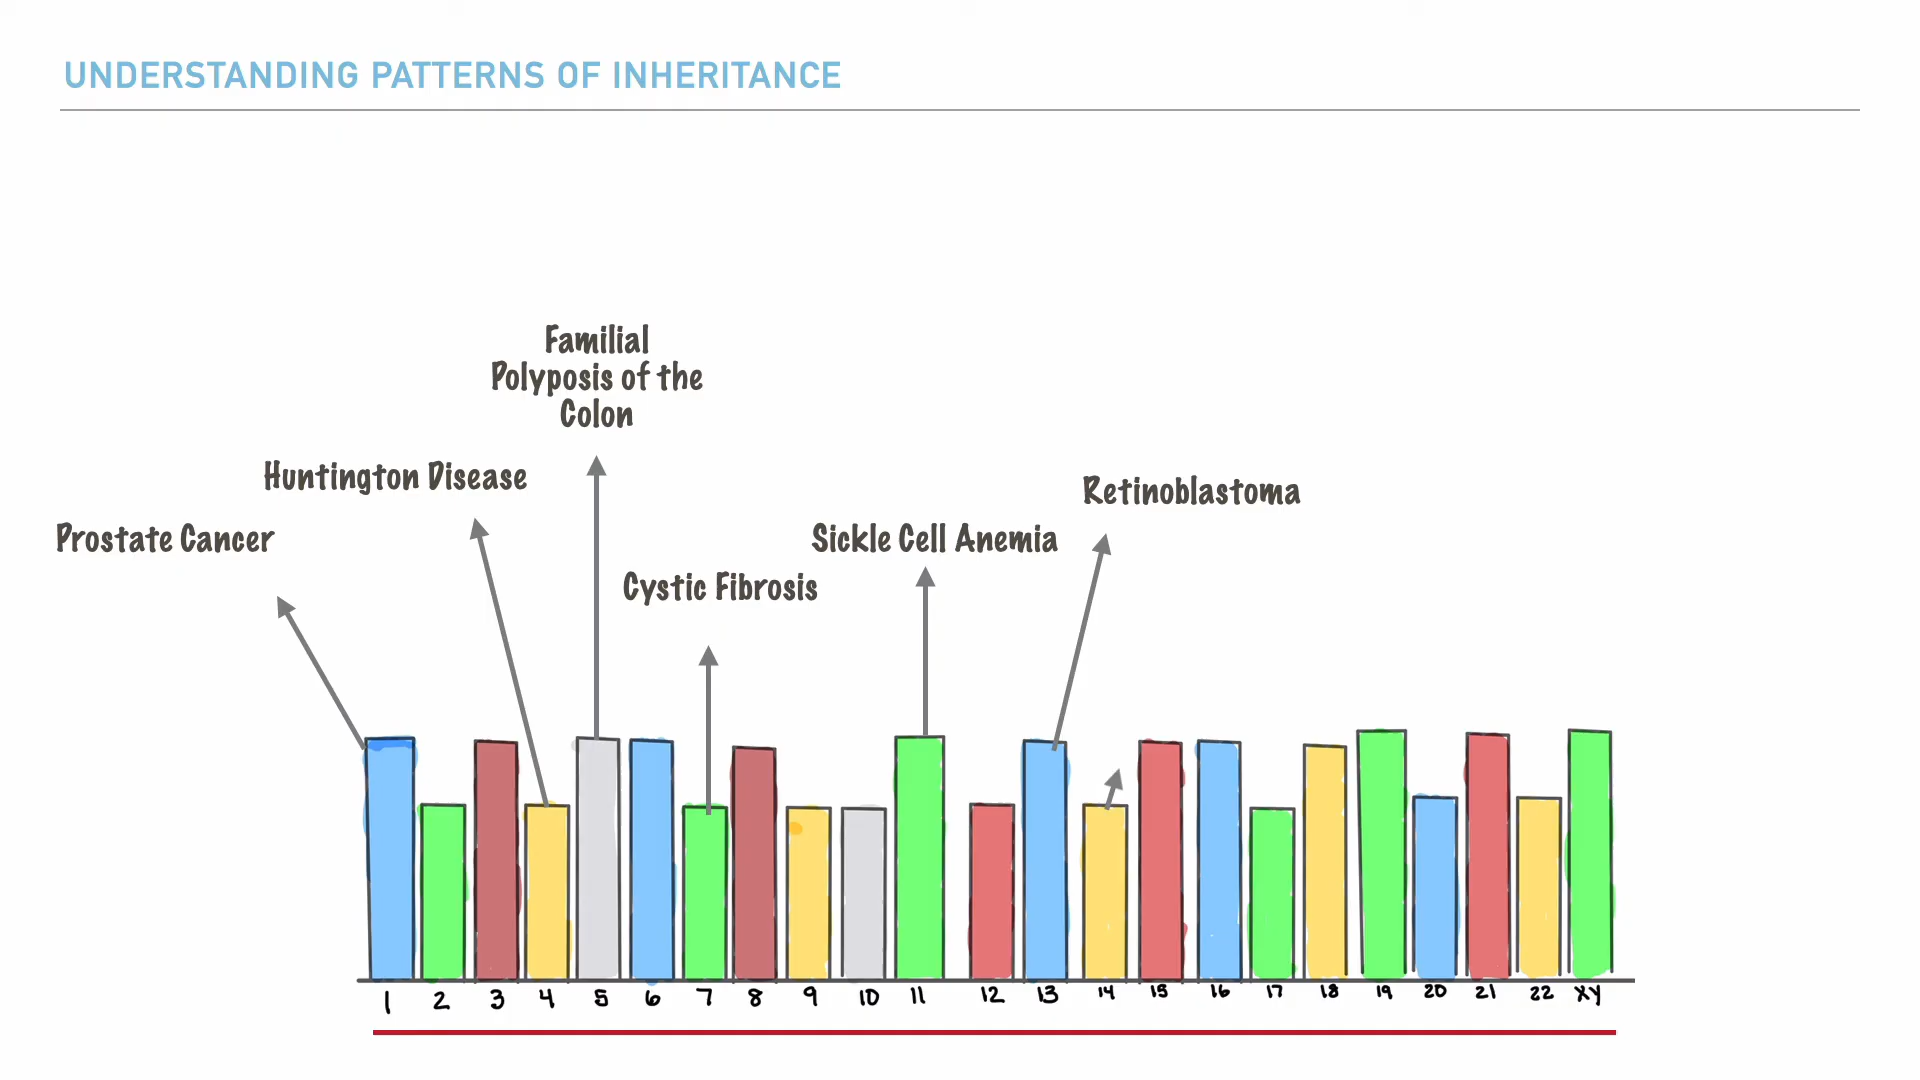 UNDERSTANDING PATTERNS OF INHERITANCE
Familial
Polyposis of the
Colon
Huntington Disease
Retinoblastoma
Prostate Cancer
Sickle Cell Anemia
Cystic Fibrosis
1 2 3 4 5 6 7 8 9 10 11 12 13 14 15 16 17 18 19 20 21 22 XY